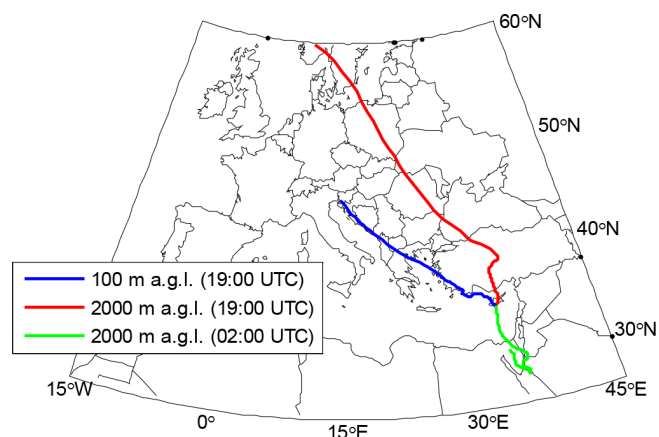 60°N
50°N
40°N
100 m a.g.l. (19:00 UTC)
2000 m a.g.l. (19:00 UTC)
2000 m a.g.l. (02:00 UTC)
30°N
15°W
45°E
0°
30°E
15°E